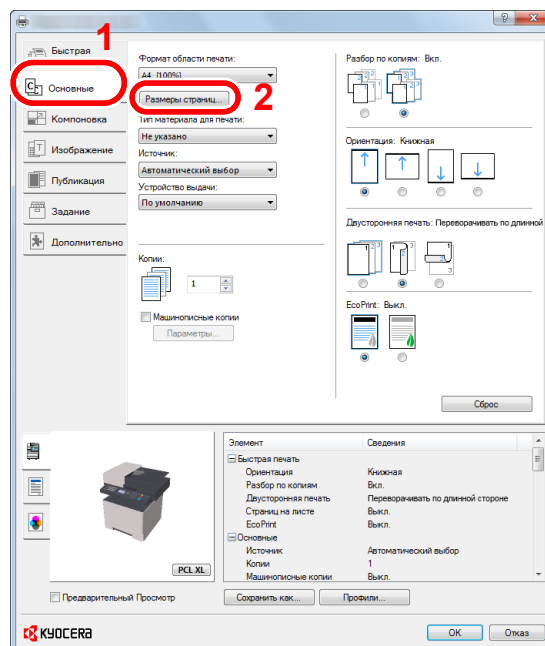 1
Быстрая
Основные
Компоновка
Изображение
Публикация
Задание
Дополнительно
Формат области печати:
A4 [100%]
Размеры страниц...
2
Тип материала для печати:
Не указано
Источник:
Автоматический выбор
Устройство выдачи:
По умолчанию
Копии:
1
Машинописные копии
Параметры...
Разбор по копиям: Вкл.
Ориентация: Книжная
Двусторонняя печать: Переворачивать по длинной
EcoPrint: Выкл.
Сброс
Элемент Сведения
Быстрая печать
Ориентация Книжная
Разбор по копиям Вкл.
Двусторонняя печать Переворачивать по длинной стороне
Страниц на листе Выкл.
EcoPrint Выкл.
Основные
Источник Автоматический выбор
Копии 1
Машинописные копии Выкл.
PCL XL
Предварительный Просмотр
Сохранить как...
Профили...
KYOCERA
OK
Отказ